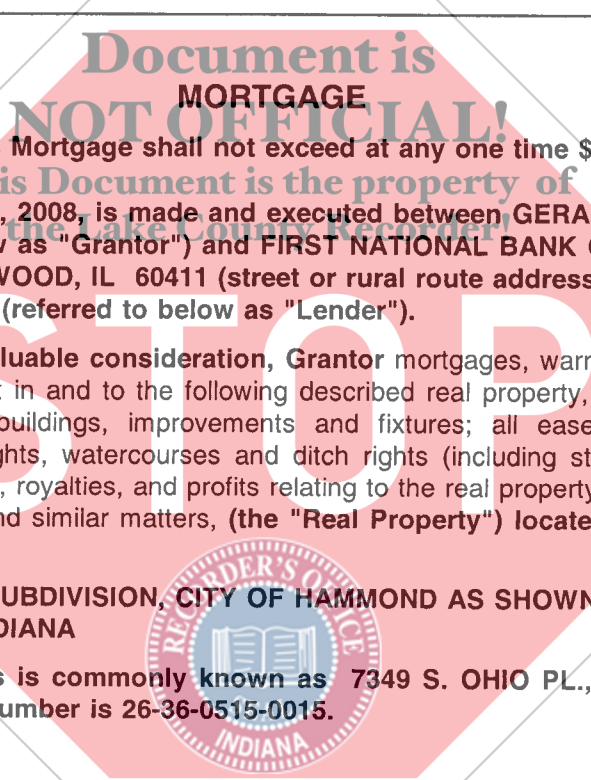 Document is
MORTGAGE
NOT OFFICIAL!
Mortgage shall not exceed at any one time $
is Document is the property of
, 2008, is made and executed between GERA
the Lake County Recorder!
w as "Grantor") and FIRST NATIONAL BANK
WOOD, IL 60411 (street or rural route address
(referred to below as "Lender").
STOP
luable consideration, Grantor mortgages, warr
t in and to the following described real property,
buildings, improvements and fixtures; all ease
ghts, watercourses and ditch rights (including st
, royalties, and profits relating to the real property
nd similar matters, (the "Real Property") locate
RECORDER'S OFFICE
UBDIVISION, CITY OF HAMMOND AS SHOWN
DIANA
s is commonly known as 7349 S. OHIO PL.,
umber is 26-36-0515-0015.
INDIANA